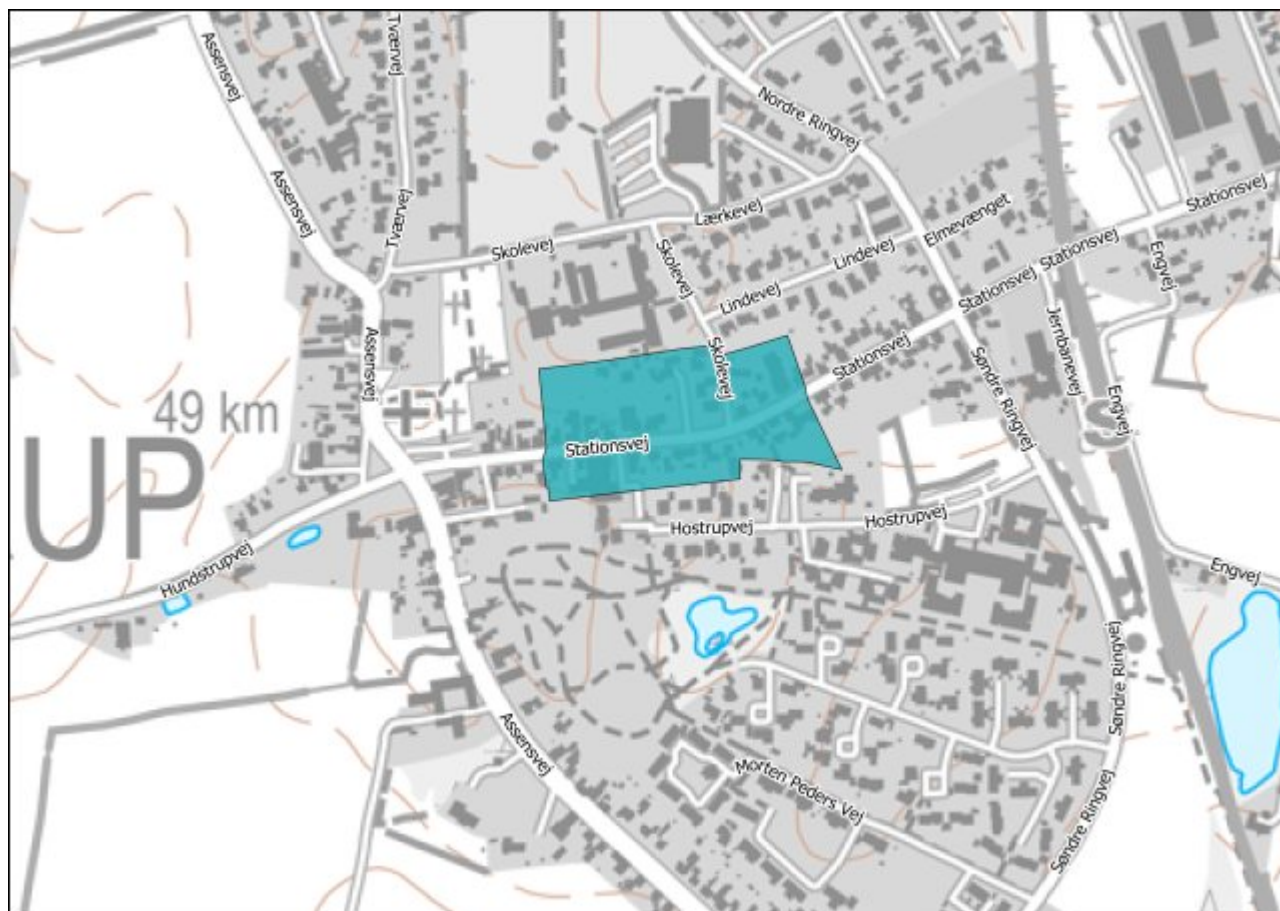 Assensvej
Tværvej
Nordre Ringvej
Assensvej
Tværvej
Lærkevej
Stationsvej
Elmevænget
Skolevej
Skolevej
Lindevej
Stationsvej
Engvej
Lindevej
Stationsvej
Jernbanevej
Assensvej
Skolevej
Stationsvej
Søndre Ringvej
Engvej
49 km
S
Stationsvej
UP
Hostrupvej
Hostrupvej
Hundstrupvej
Engvej
Søndre Ringvej
Assensvej
Morten Peders Vej
Søndre Ringvej